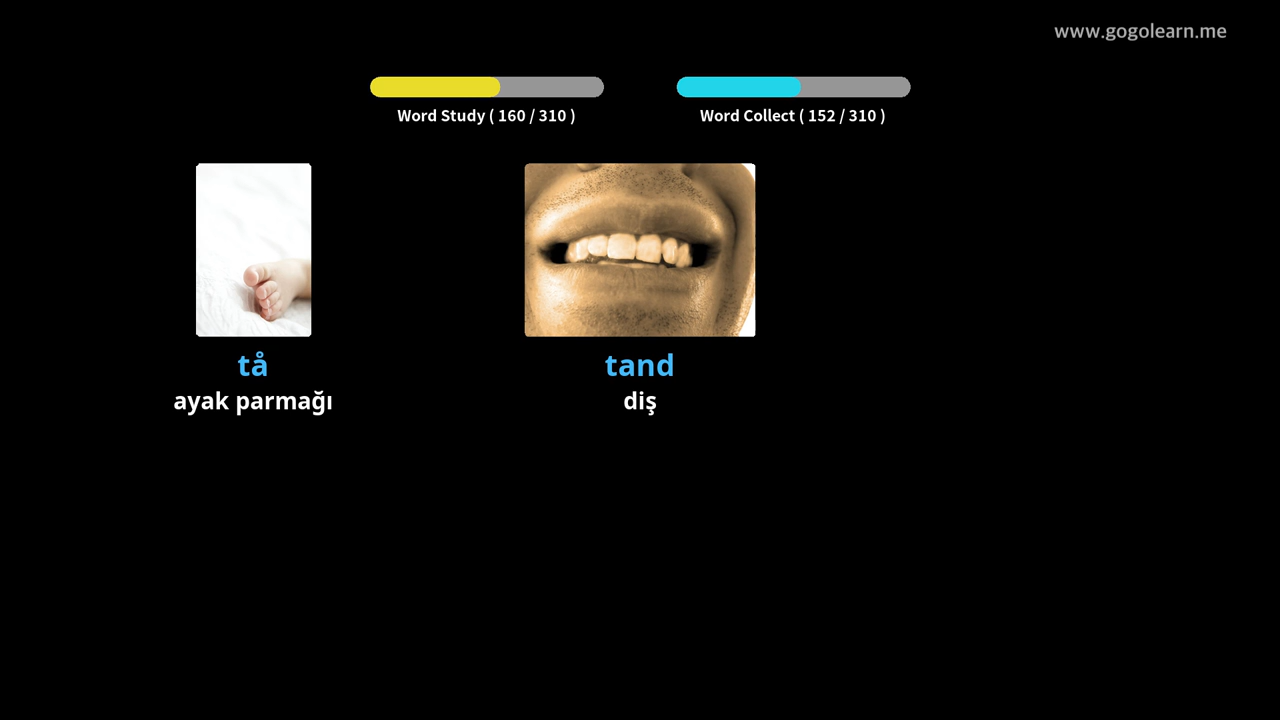 www.gogolearn.me
Word Study ( 160 / 310 )
Word Collect ( 152 / 310 )
tå
ayak parmağı
tand
diş